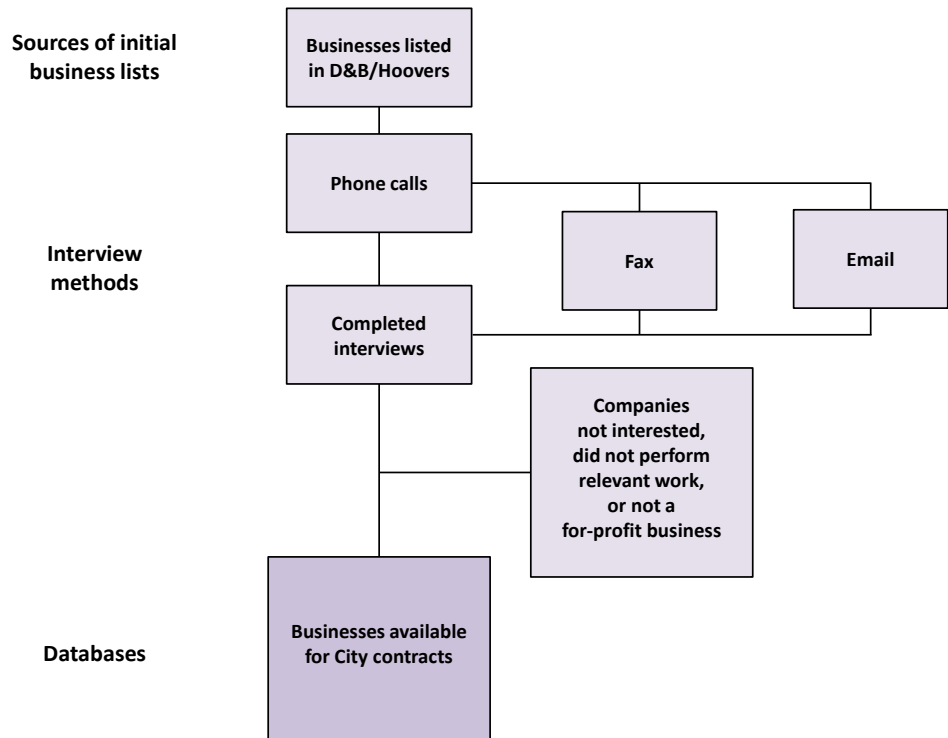 Sources of initial
business lists
Businesses listed
in D&B/Hoovers
Phone calls
Interview
methods
Fax
Email
Completed
interviews
Companies
not interested,
did not perform
relevant work,
or not a
for-profit business
Databases
Businesses available
for City contracts